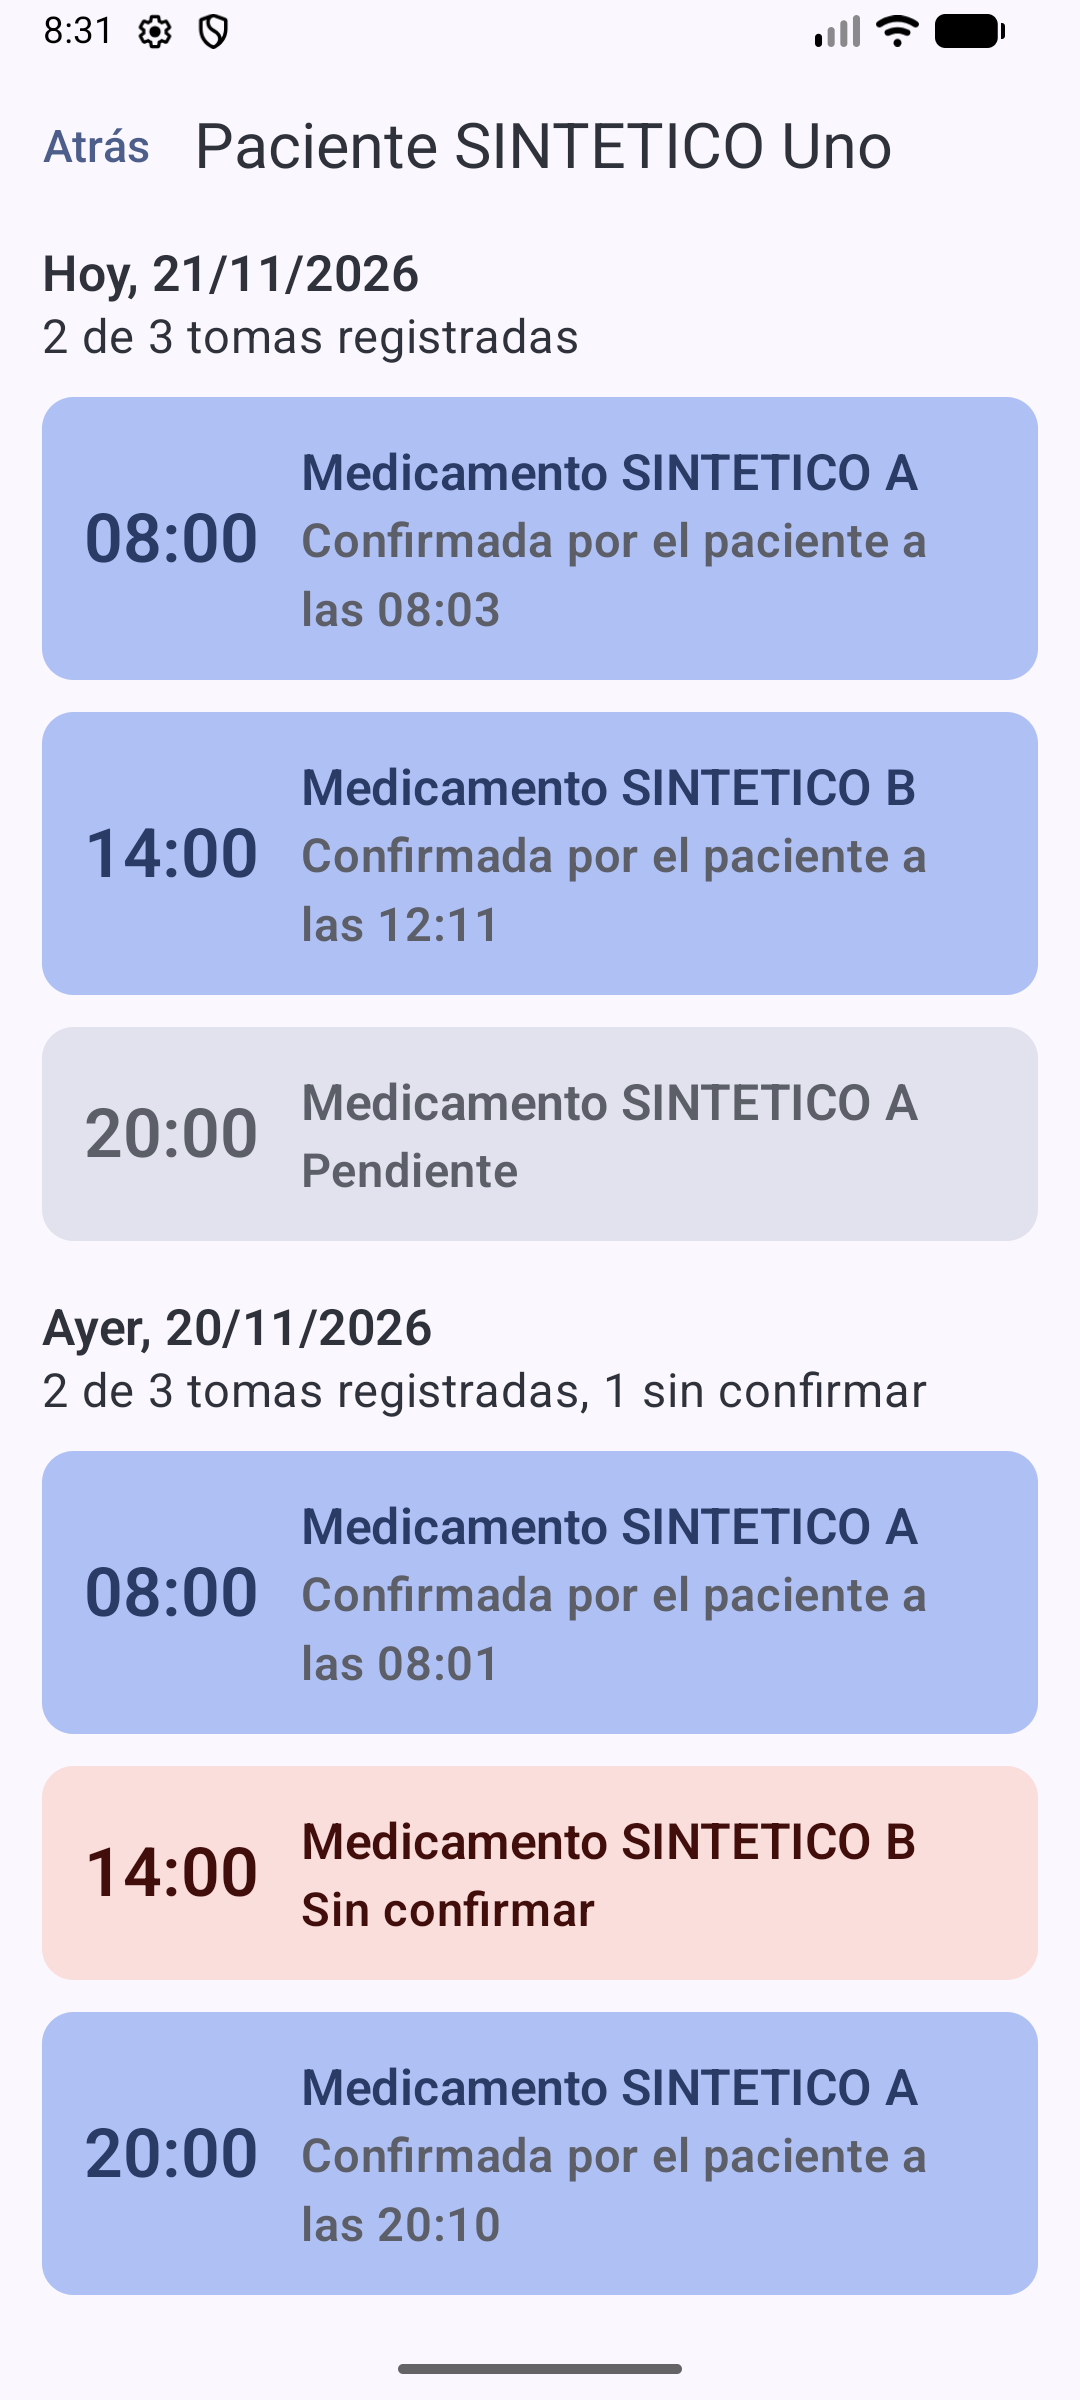 8:31
Atrás Paciente SINTETICO Uno
Hoy, 21/11/2026
2 de 3 tomas registradas
08:00
Medicamento SINTETICO A
Confirmada por el paciente a
las 08:03
14:00
Medicamento SINTETICO B
Confirmada por el paciente a
las 12:11
20:00
Medicamento SINTETICO A
Pendiente
Ayer, 20/11/2026
2 de 3 tomas registradas, 1 sin confirmar
08:00
Medicamento SINTETICO A
Confirmada por el paciente a
las 08:01
14:00
Medicamento SINTETICO B
Sin confirmar
20:00
Medicamento SINTETICO A
Confirmada por el paciente a
las 20:10